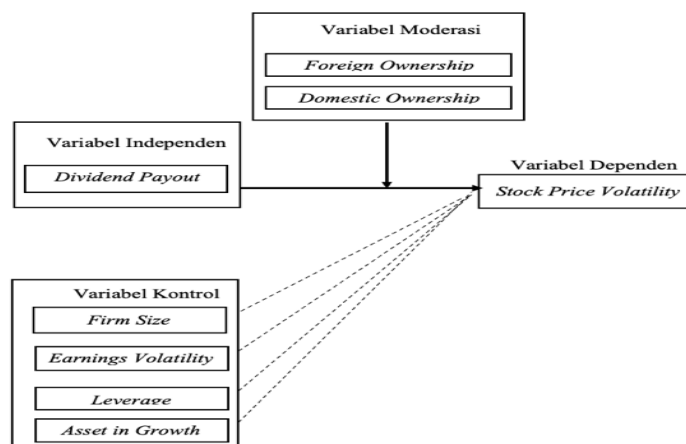 Variabel Moderasi
Foreign Ownership
Domestic Ownership
Variabel Independen
Dividend Payout
Variabel Dependen
Stock Price Volatility
Variabel Kontrol
Firm Size
Earnings Volatility
Leverage
Asset in Growth